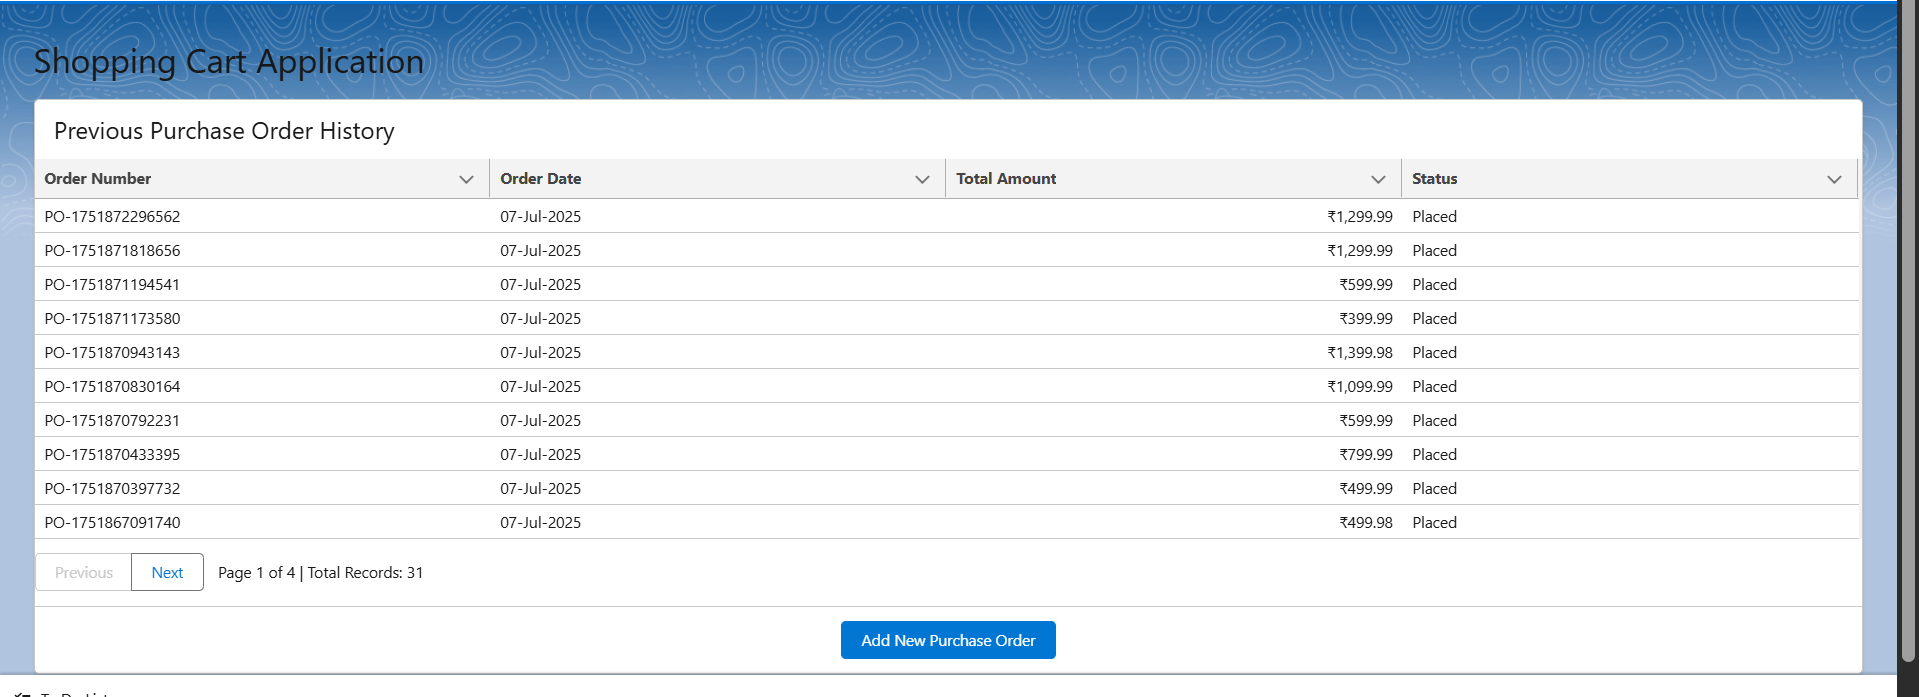 Shopping Cart Application
Previous Purchase Order History
Order Number Order Date Total Amount Status
PO-1751872296562 07-Jul-2025 ₹1,299.99 Placed
PO-1751871818656 07-Jul-2025 ₹1,299.99 Placed
PO-1751871194541 07-Jul-2025 ₹599.99 Placed
PO-1751871173580 07-Jul-2025 ₹399.99 Placed
PO-1751870943143 07-Jul-2025 ₹1,399.98 Placed
PO-1751870830164 07-Jul-2025 ₹1,099.99 Placed
PO-1751870792231 07-Jul-2025 ₹599.99 Placed
PO-1751870433395 07-Jul-2025 ₹799.99 Placed
PO-1751870397732 07-Jul-2025 ₹499.99 Placed
PO-1751867091740 07-Jul-2025 ₹499.98 Placed
Previous Next Page 1 of 4 | Total Records: 31
Add New Purchase Order
To Do List